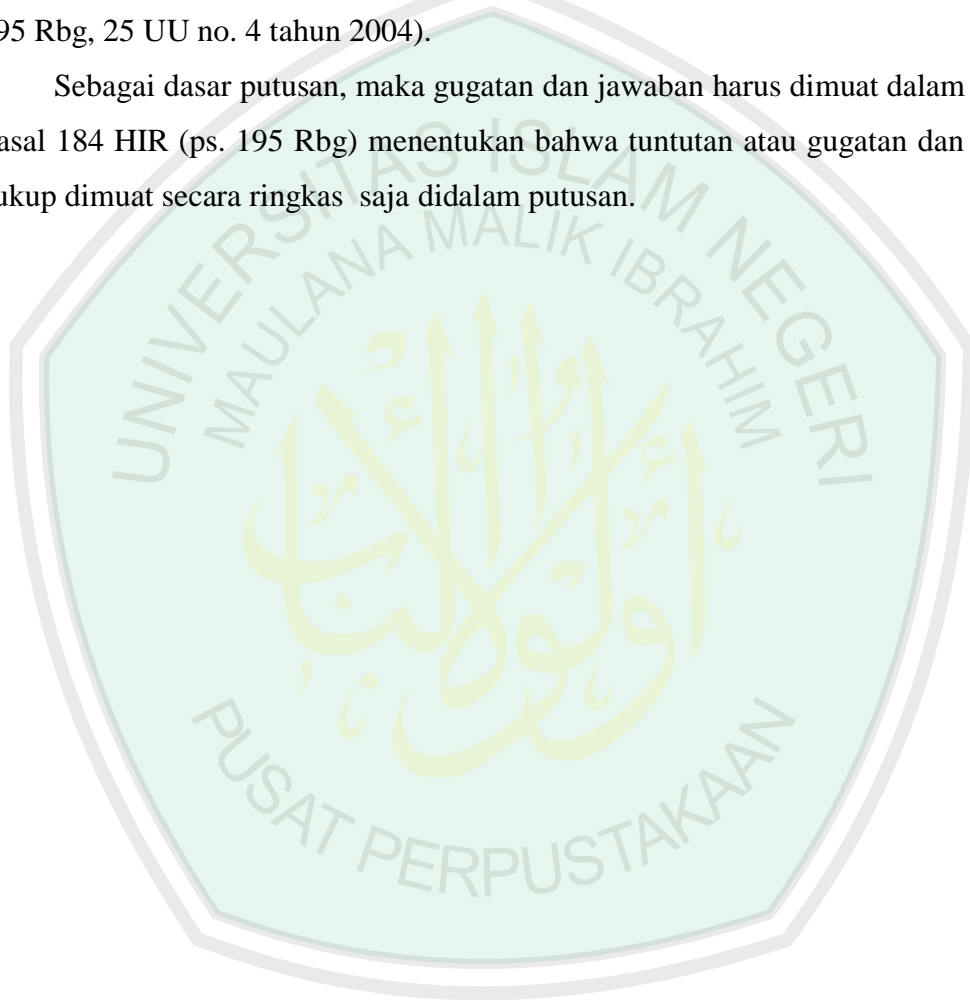 95 Rbg, 25 UU no. 4 tahun 2004).
Sebagai dasar putusan, maka gugatan dan jawaban harus dimuat dalam
asal 184 HIR (ps. 195 Rbg) menentukan bahwa tuntutan atau gugatan dan
ukup dimuat secara ringkas saja didalam putusan.
UNIVERSITAS ISLAM NEGERI
MAULANA MALIK IBRAHIM
PUSAT PERPUSTAKAAN